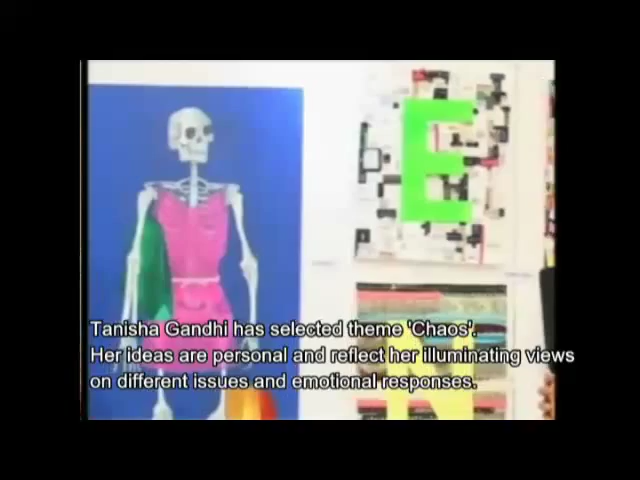 E
Tanisha Gandhi has selected theme 'Chaos'.
Her ideas are personal and reflect her illuminating views
on different issues and emotional responses.
N